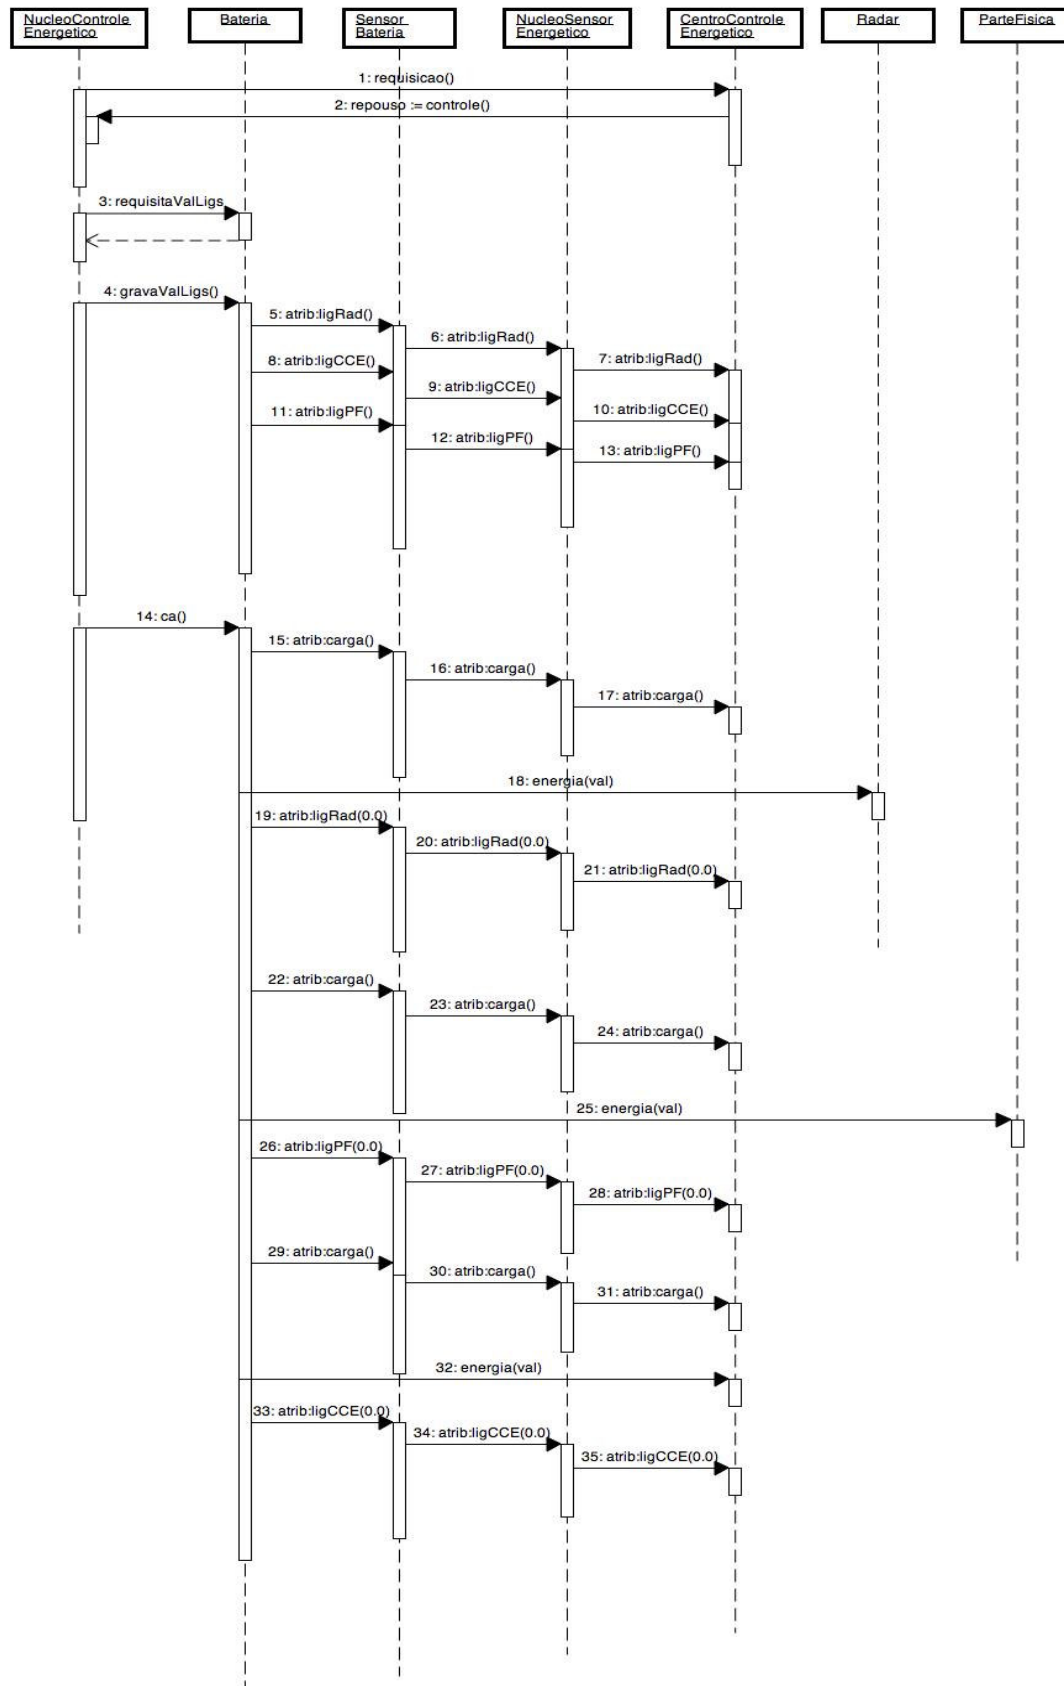 NucleoControle
Energetico
Bateria
Sensor
Bateria
NucleoSensor
Energetico
CentroControle
Energetico
Radar
ParteFisica
1: requisicao()
2: repouso := controle()
3: requisitaValLigs
4: gravaValLigs()
5: atrib:ligRad()
6: atrib:ligRad()
7: atrib:ligRad()
8: atrib:ligCCE()
9: atrib:ligCCE()
10: atrib:ligCCE()
11: atrib:ligPF()
12: atrib:ligPF()
13: atrib:ligPF()
14: ca()
15: atrib:carga()
16: atrib:carga()
17: atrib:carga()
18: energia(val)
19: atrib:ligRad(0.0)
20: atrib:ligRad(0.0)
21: atrib:ligRad(0.0)
22: atrib:carga()
23: atrib:carga()
24: atrib:carga()
25: energia(val)
26: atrib:ligPF(0.0)
27: atrib:ligPF(0.0)
28: atrib:ligPF(0.0)
29: atrib:carga()
30: atrib:carga()
31: atrib:carga()
32: energia(val)
33: atrib:ligCCE(0.0)
34: atrib:ligCCE(0.0)
35: atrib:ligCCE(0.0)